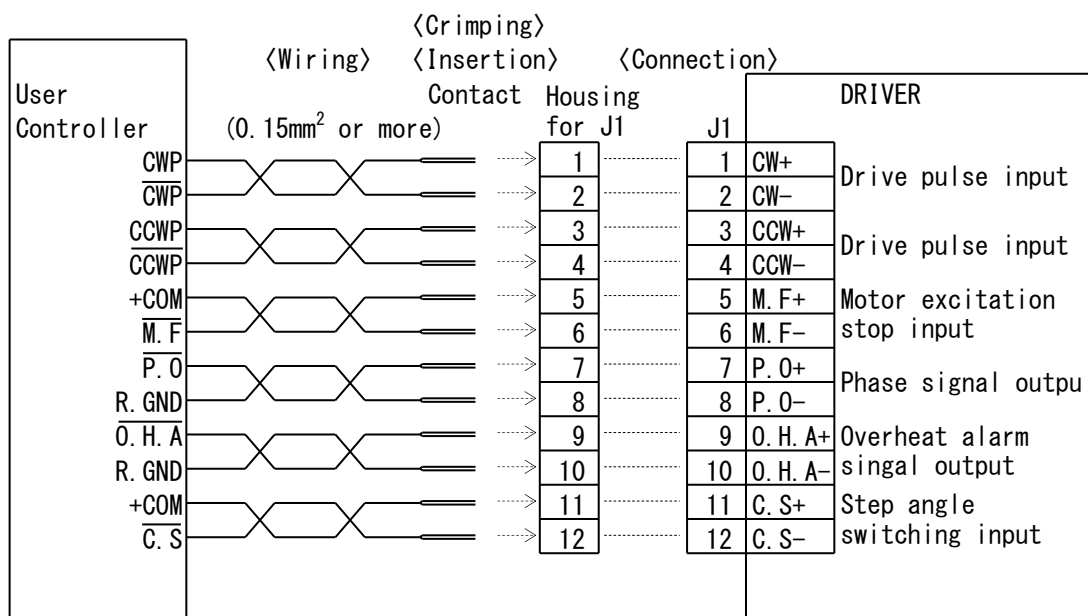 〈Crimping〉
〈Wiring〉 〈Insertion〉 〈Connection〉
User Contact Housing DRIVER
Controller (0.15mm² or more) for J1 J1
CWP 1 1 CW+
Drive pulse input
C̅W̅P̅ 2 2 CW−
CCWP 3 3 CCW+
Drive pulse input
C̅C̅W̅P̅ 4 4 CCW−
+COM 5 5 M.F+ Motor excitation
M̅.̅F̅ 6 6 M.F− stop input
P̅.̅O̅ 7 7 P.O+
Phase signal outpu
R.GND 8 8 P.O−
O̅.̅H̅.̅A̅ 9 9 O.H.A+ Overheat alarm
R.GND 10 10 O.H.A− singal output
+COM 11 11 C.S+ Step angle
C̅.̅S̅ 12 12 C.S− switching input